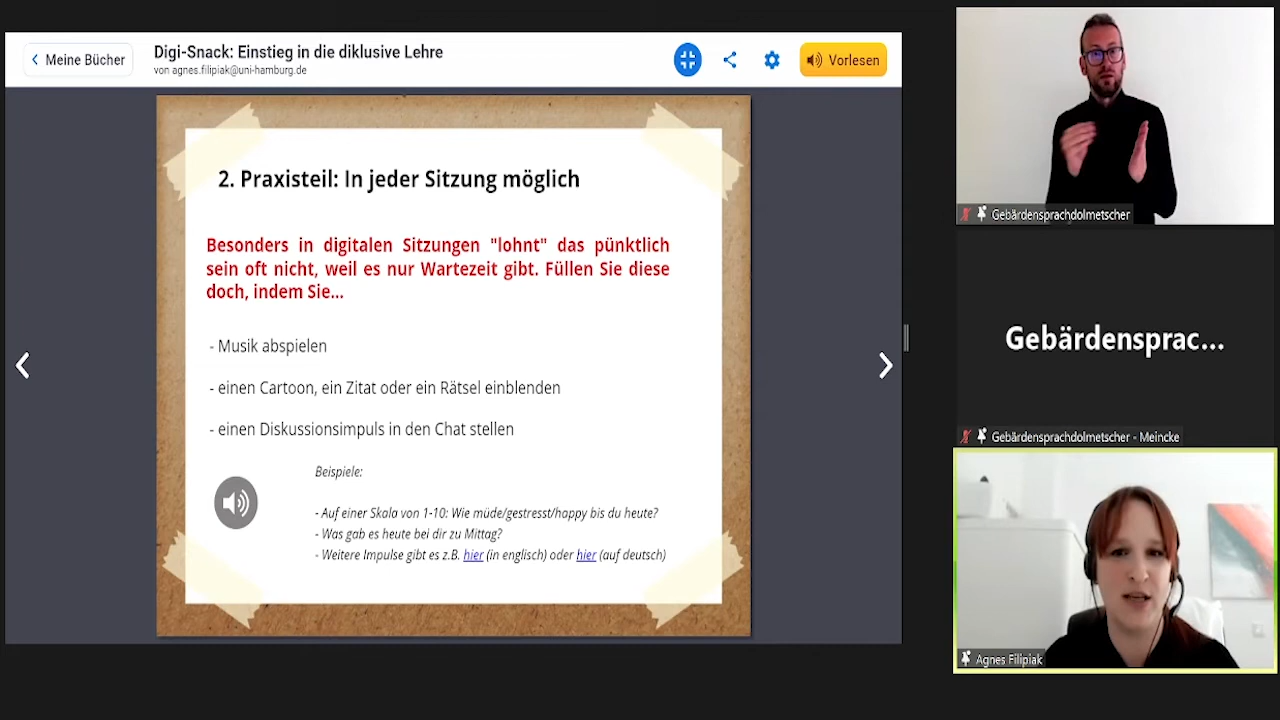 Meine Bücher
Digi-Snack: Einstieg in die diklusive Lehre
von agnes.filipiak@uni-hamburg.de
Vorlesen
2. Praxisteil: In jeder Sitzung möglich
Besonders in digitalen Sitzungen "lohnt" das pünktlich
sein oft nicht, weil es nur Wartezeit gibt. Füllen Sie diese
doch, indem Sie...
- Musik abspielen
- einen Cartoon, ein Zitat oder ein Rätsel einblenden
- einen Diskussionsimpuls in den Chat stellen
Beispiele:
- Auf einer Skala von 1-10: Wie müde/gestresst/happy bis du heute?
- Was gab es heute bei dir zu Mittag?
- Weitere Impulse gibt es z.B. hier (in englisch) oder hier (auf deutsch)
Gebärdensprachdolmetscher
Gebärdensprac...
Gebärdensprachdolmetscher - Meincke
Agnes Filipiak